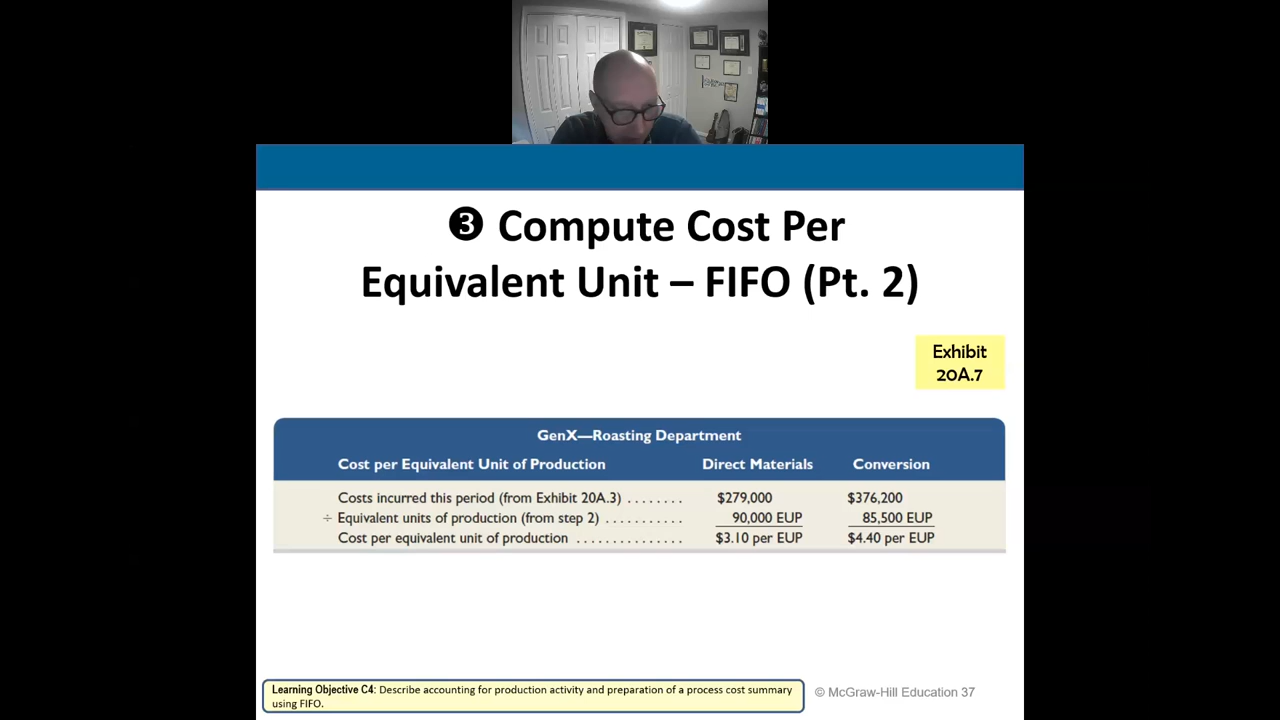 ❸ Compute Cost Per
Equivalent Unit – FIFO (Pt. 2)
Exhibit
20A.7
GenX—Roasting Department
Cost per Equivalent Unit of Production Direct Materials Conversion
Costs incurred this period (from Exhibit 20A.3) ........ $279,000 $376,200
÷ Equivalent units of production (from step 2) ........... 90,000 EUP 85,500 EUP
Cost per equivalent unit of production ............... $3.10 per EUP $4.40 per EUP
Learning Objective C4: Describe accounting for production activity and preparation of a process cost summary
using FIFO.
© McGraw-Hill Education 37